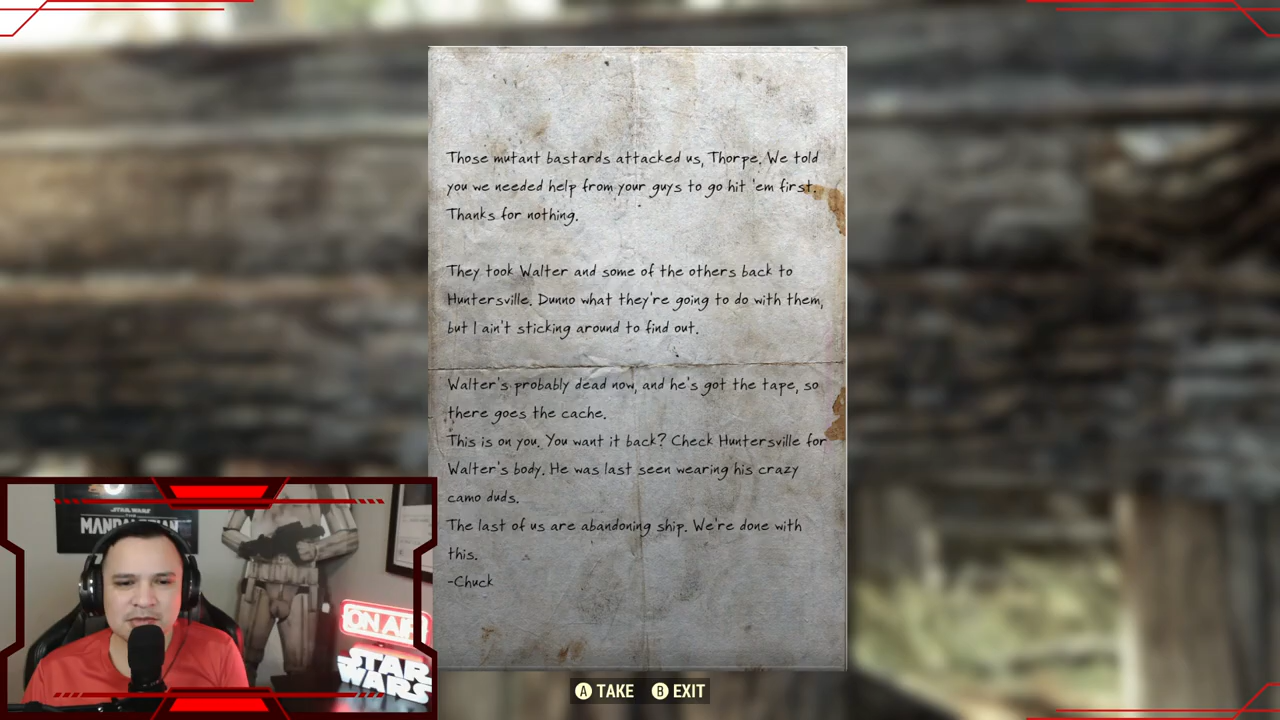 Those mutant bastards attacked us, Thorpe. We told
you we needed help from your guys to go hit 'em first.
Thanks for nothing.
They took Walter and some of the others back to
Huntersville. Dunno what they're going to do with them,
but I ain't sticking around to find out.
Walter's probably dead now, and he's got the tape, so
there goes the cache.
This is on you. You want it back? Check Huntersville for
Walter's body. He was last seen wearing his crazy
camo duds.
The last of us are abandoning ship. We're done with
this.
-Chuck
A TAKE B EXIT
STAR WARS
THE
MANDALORIAN
ON AIR
STAR
WARS